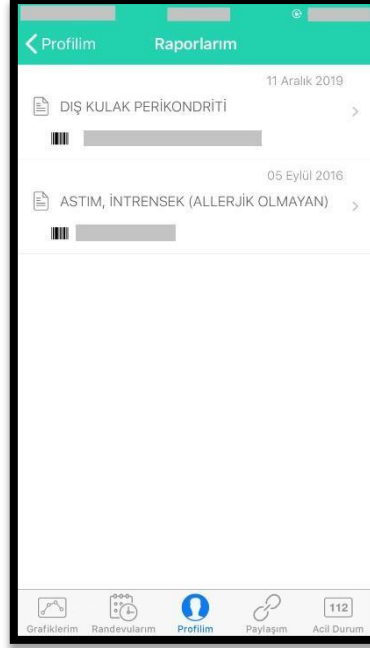 Profilim
Raporlarım
11 Aralık 2019
DIŞ KULAK PERİKONDRİTİ
05 Eylül 2016
ASTIM, İNTRENSEK (ALLERJİK OLMAYAN)
Grafiklerim Randevularım Profilim Paylaşım 112 Acil Durum